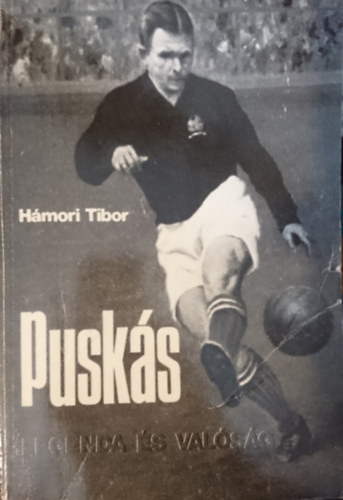 Hámori Tibor
Puskás
LEGENDA ÉS VALÓSÁG